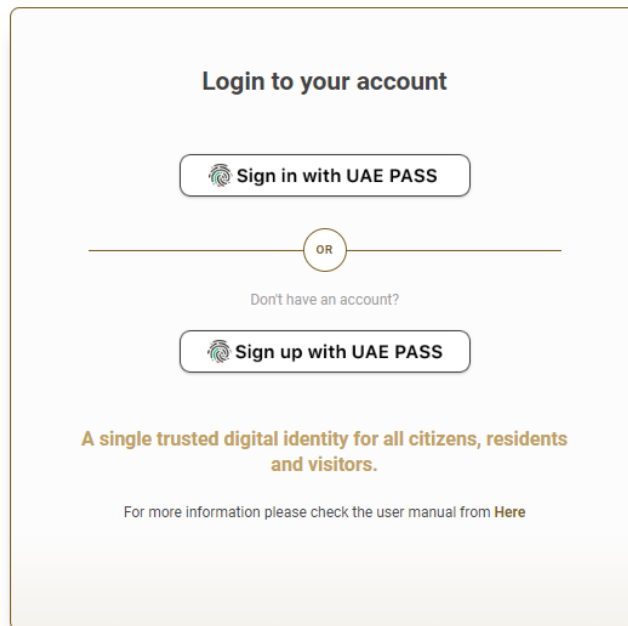 Login to your account
Sign in with UAE PASS
OR
Don't have an account?
Sign up with UAE PASS
A single trusted digital identity for all citizens, residents
and visitors.
For more information please check the user manual from Here